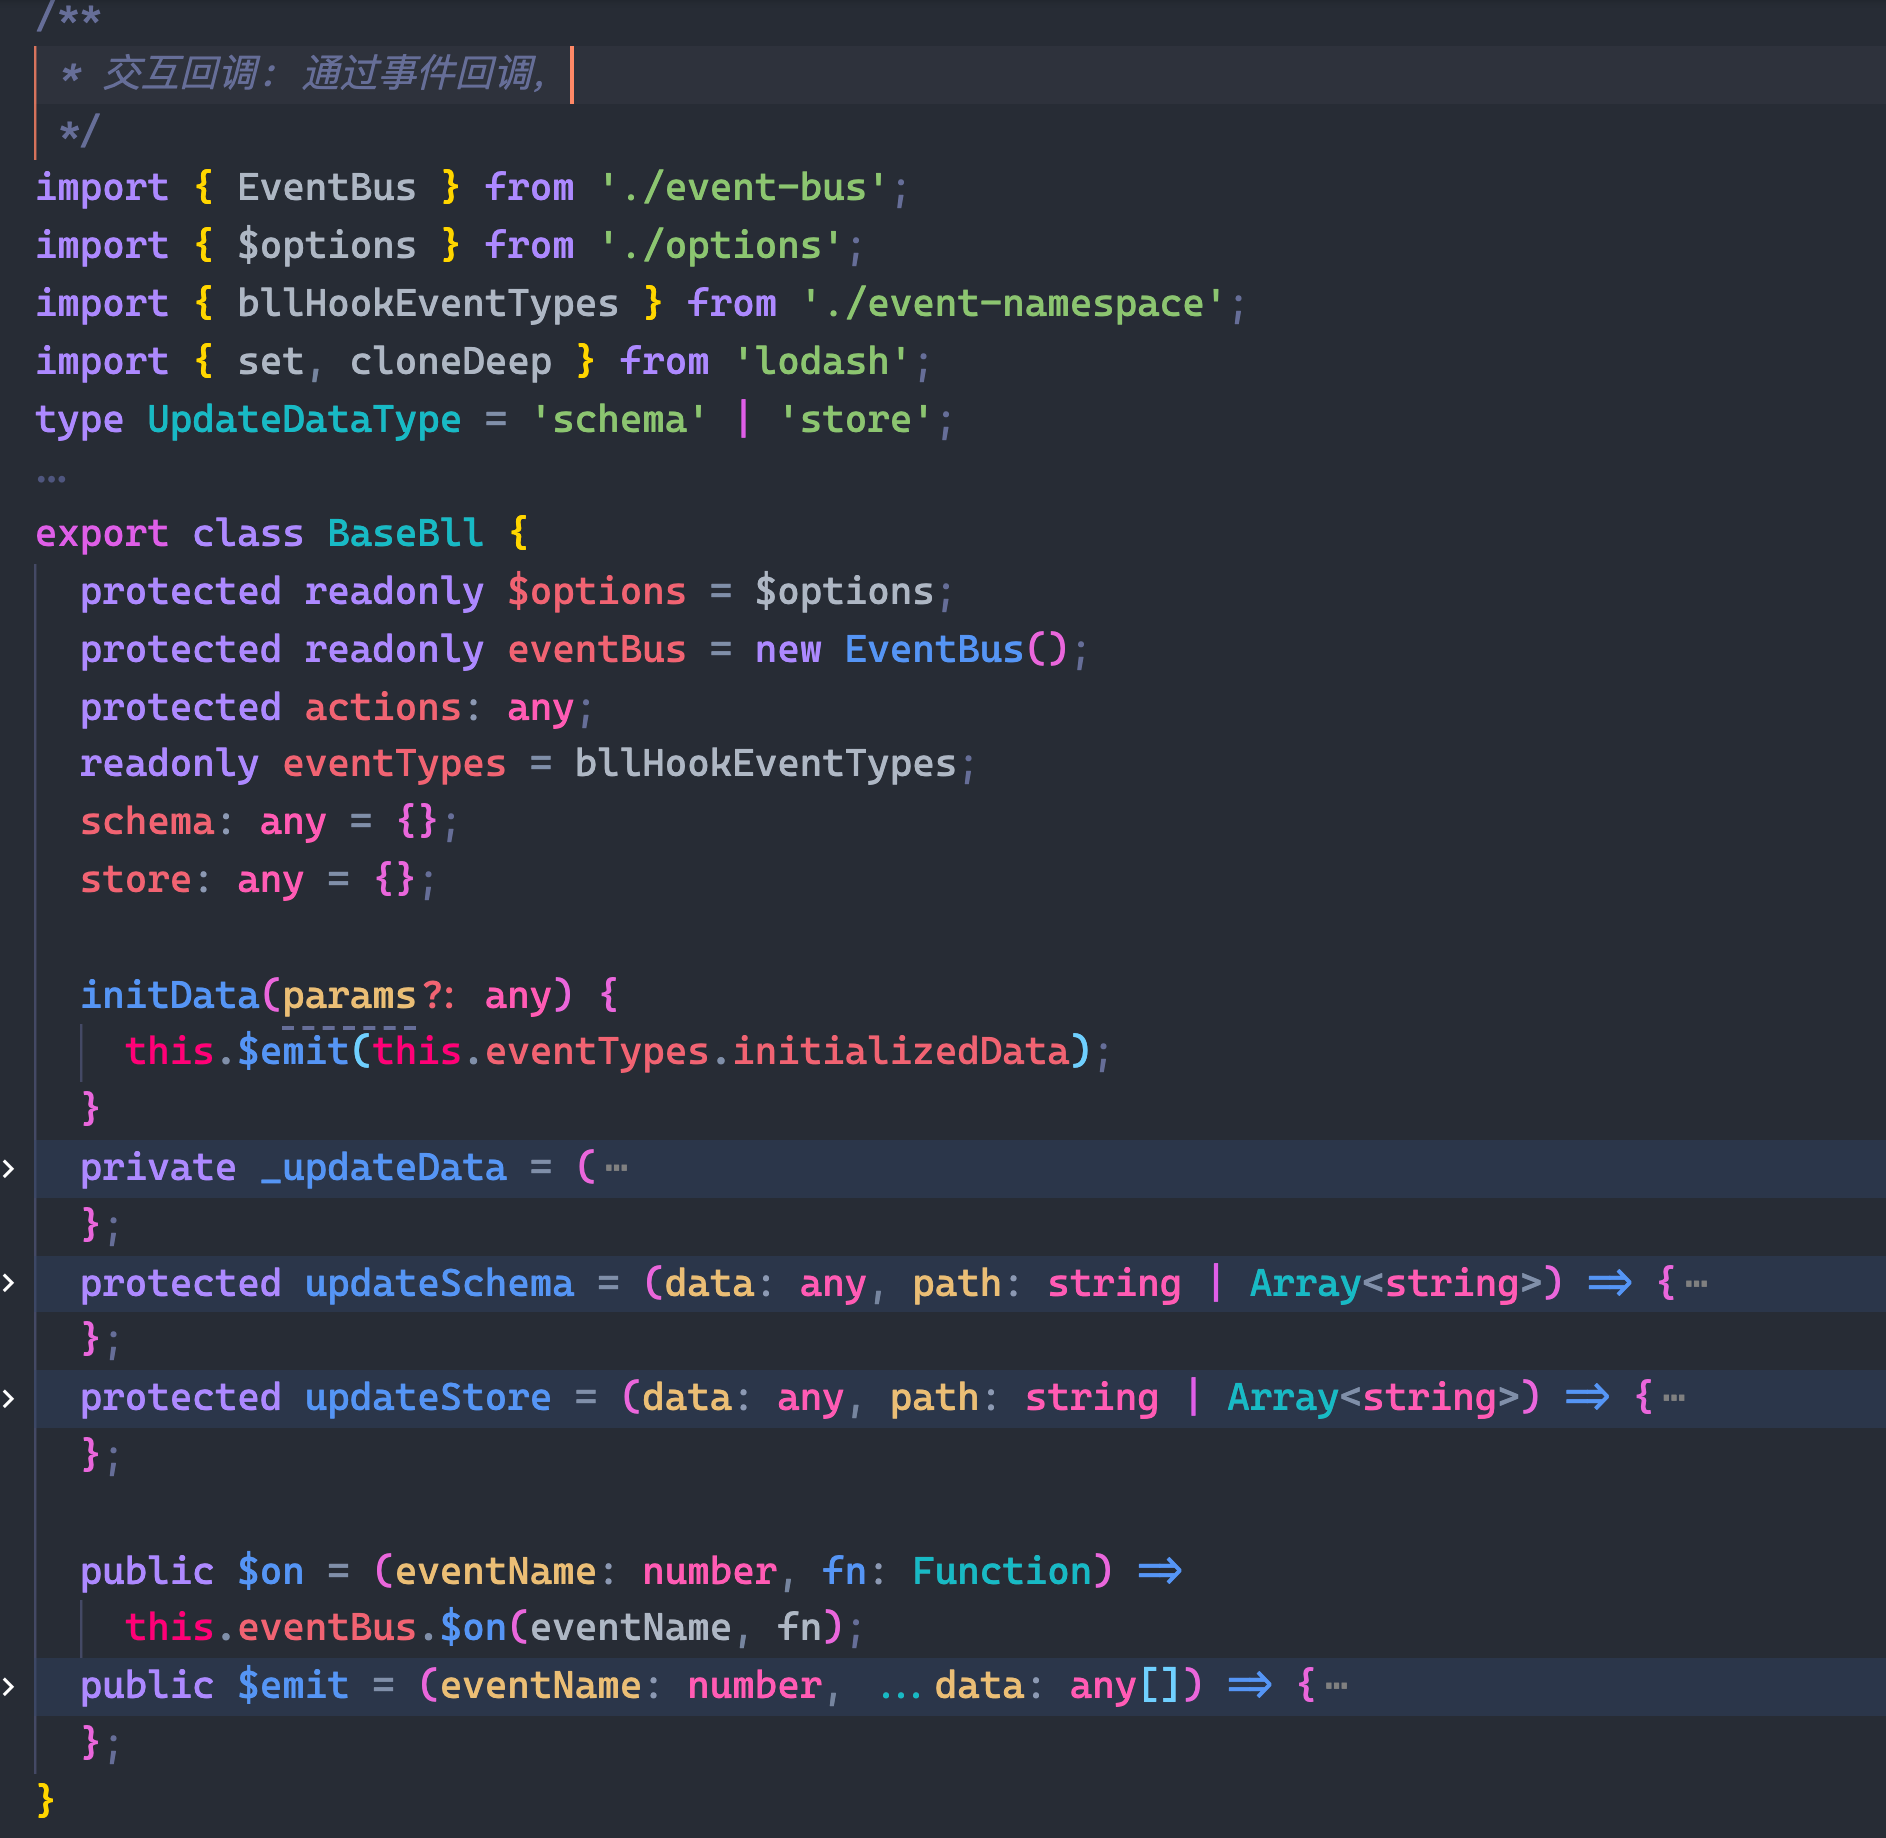 /**
 * 交互回调: 通过事件回调,
 */
import { EventBus } from './event-bus';
import { $options } from './options';
import { bllHookEventTypes } from './event-namespace';
import { set, cloneDeep } from 'lodash';
type UpdateDataType = 'schema' | 'store';
...
export class BaseBll {
  protected readonly $options = $options;
  protected readonly eventBus = new EventBus();
  protected actions: any;
  readonly eventTypes = bllHookEventTypes;
  schema: any = {};
  store: any = {};

  initData(params?: any) {
    this.$emit(this.eventTypes.initializedData);
  }
  private _updateData = (…
  };
  protected updateSchema = (data: any, path: string | Array<string>) => {…
  };
  protected updateStore = (data: any, path: string | Array<string>) => {…
  };

  public $on = (eventName: number, fn: Function) =>
    this.eventBus.$on(eventName, fn);
  public $emit = (eventName: number, ...data: any[]) => {…
  };
}